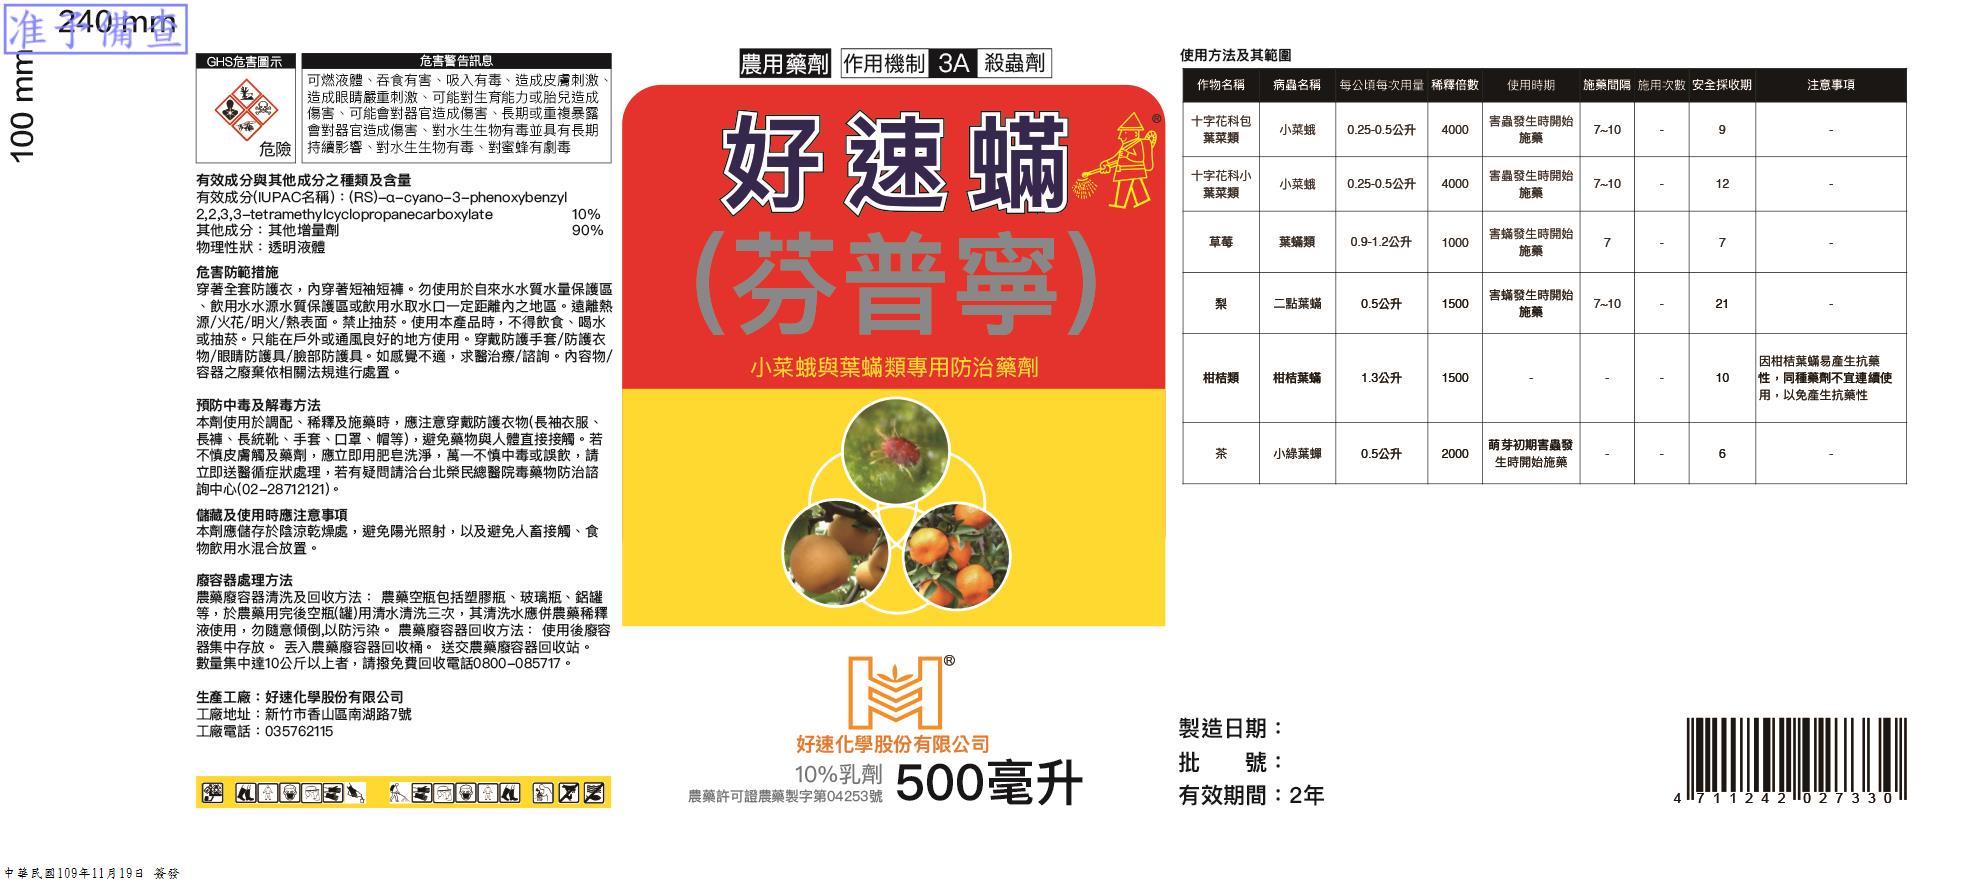 准予備查
240 mm
100 mm
GHS危害圖示
危險
危害警告訊息
可燃液體、吞食有害、吸入有毒、造成皮膚刺激、
造成眼睛嚴重刺激、可能對生育能力或胎兒造成
傷害、可能會對器官造成傷害、長期或重複暴露
會對器官造成傷害、對水生生物有毒並具有長期
持續影響、對水生生物有毒、對蜜蜂有劇毒
有效成分與其他成分之種類及含量
有效成分(IUPAC名稱)：(RS)-α-cyano-3-phenoxybenzyl
2,2,3,3-tetramethylcyclopropanecarboxylate 10%
其他成分：其他增量劑 90%
物理性狀：透明液體
危害防範措施
穿著全套防護衣，內穿著短袖短褲。勿使用於自來水水質水量保護區
、飲用水水源水質保護區或飲用水取水口一定距離內之地區。遠離熱
源/火花/明火/熱表面。禁止抽菸。使用本產品時，不得飲食、喝水
或抽菸。只能在戶外或通風良好的地方使用。穿戴防護手套/防護衣
物/眼睛防護具/臉部防護具。如感覺不適，求醫治療/諮詢。內容物/
容器之廢棄依相關法規進行處置。
預防中毒及解毒方法
本劑使用於調配、稀釋及施藥時，應注意穿戴防護衣物(長袖衣服、
長褲、長統靴、手套、口罩、帽等)，避免藥物與人體直接接觸。若
不慎皮膚觸及藥劑，應立即用肥皂洗淨，萬一不慎中毒或誤飲，請
立即送醫循症狀處理，若有疑問請洽台北榮民總醫院毒藥物防治諮
詢中心(02-28712121)。
儲藏及使用時應注意事項
本劑應儲存於陰涼乾燥處，避免陽光照射，以及避免人畜接觸、食
物飲用水混合放置。
廢容器處理方法
農藥廢容器清洗及回收方法： 農藥空瓶包括塑膠瓶、玻璃瓶、鋁罐
等，於農藥用完後空瓶(罐)用清水清洗三次，其清洗水應併農藥稀釋
液使用，勿隨意傾倒,以防污染。 農藥廢容器回收方法： 使用後廢容
器集中存放。 丟入農藥廢容器回收桶。 送交農藥廢容器回收站。
數量集中達10公斤以上者，請撥免費回收電話0800-085717。
生產工廠：好速化學股份有限公司
工廠地址：新竹市香山區南湖路7號
工廠電話：035762115
農用藥劑 作用機制 3A 殺蟲劑
好速蟎
®
(芬普寧)
小菜蛾與葉蟎類專用防治藥劑
®
好速化學股份有限公司
10%乳劑 500毫升
農藥許可證農藥製字第04253號
使用方法及其範圍
作物名稱 病蟲名稱 每公頃每次用量 稀釋倍數 使用時期 施藥間隔 施用次數 安全採收期 注意事項
十字花科包葉菜類 小菜蛾 0.25-0.5公升 4000 害蟲發生時開始施藥 7~10 - 9 -
十字花科小葉菜類 小菜蛾 0.25-0.5公升 4000 害蟲發生時開始施藥 7~10 - 12 -
草莓 葉蟎類 0.9-1.2公升 1000 害蟎發生時開始施藥 7 - 7 -
梨 二點葉蟎 0.5公升 1500 害蟎發生時開始施藥 7~10 - 21 -
柑桔類 柑桔葉蟎 1.3公升 1500 - - - 10 因柑桔葉蟎易產生抗藥性，同種藥劑不宜連續使用，以免產生抗藥性
茶 小綠葉蟬 0.5公升 2000 萌芽初期害蟲發生時開始施藥 - - 6 -
製造日期：
批 號：
有效期間：2年
4 711242 027330
中華民國109年11月19日 簽發